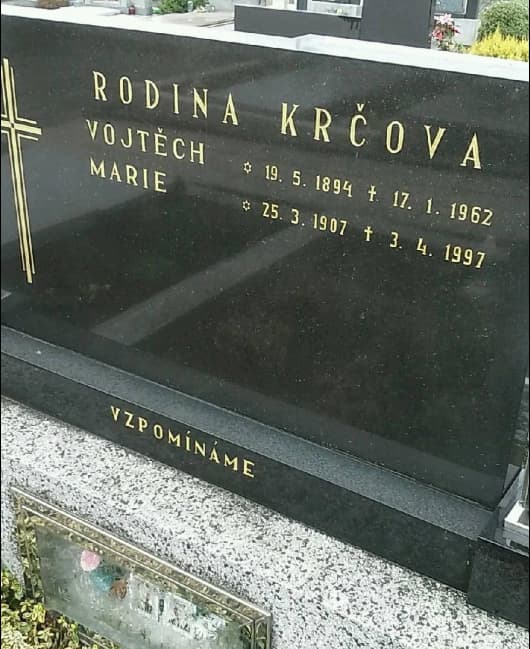 RODINA KRČOVA
VOJTĚCH ✡ 19. 5. 1894 ✝ 17. 1. 1962
MARIE ✡ 25. 3. 1907 ✝ 3. 4. 1997
VZPOMÍNÁME